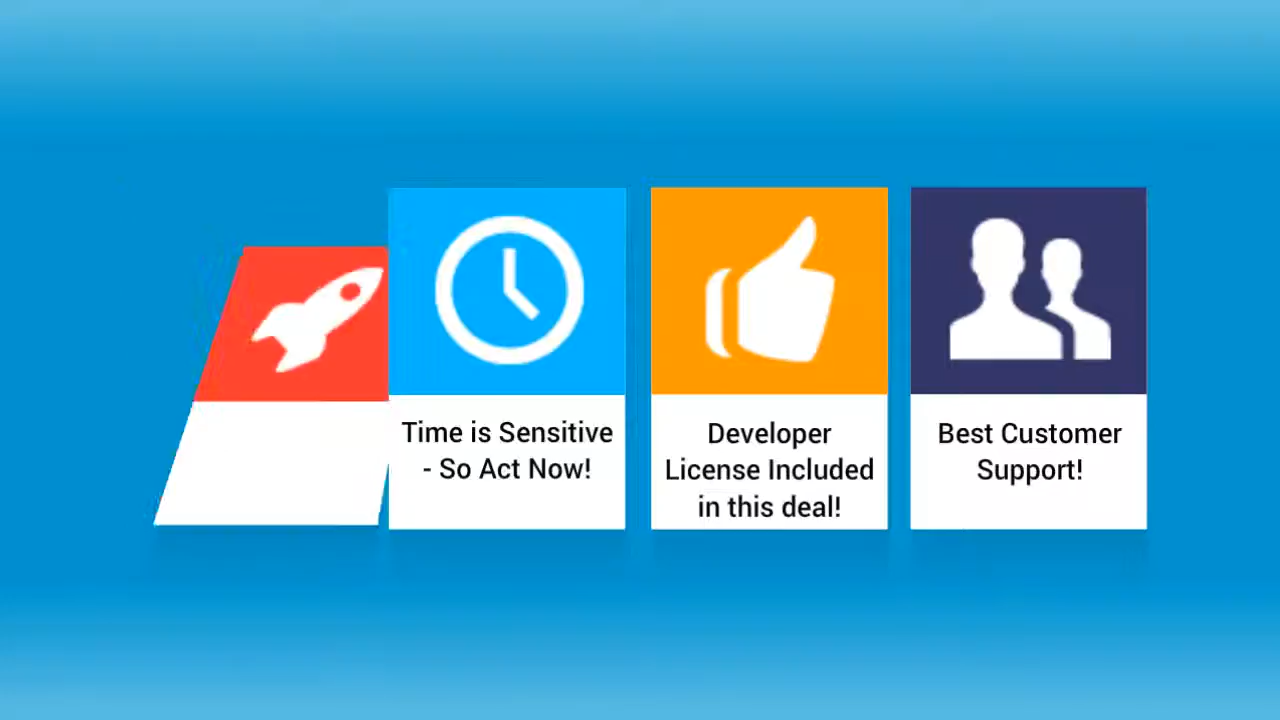 Time is Sensitive
- So Act Now!
Developer
License Included
in this deal!
Best Customer
Support!